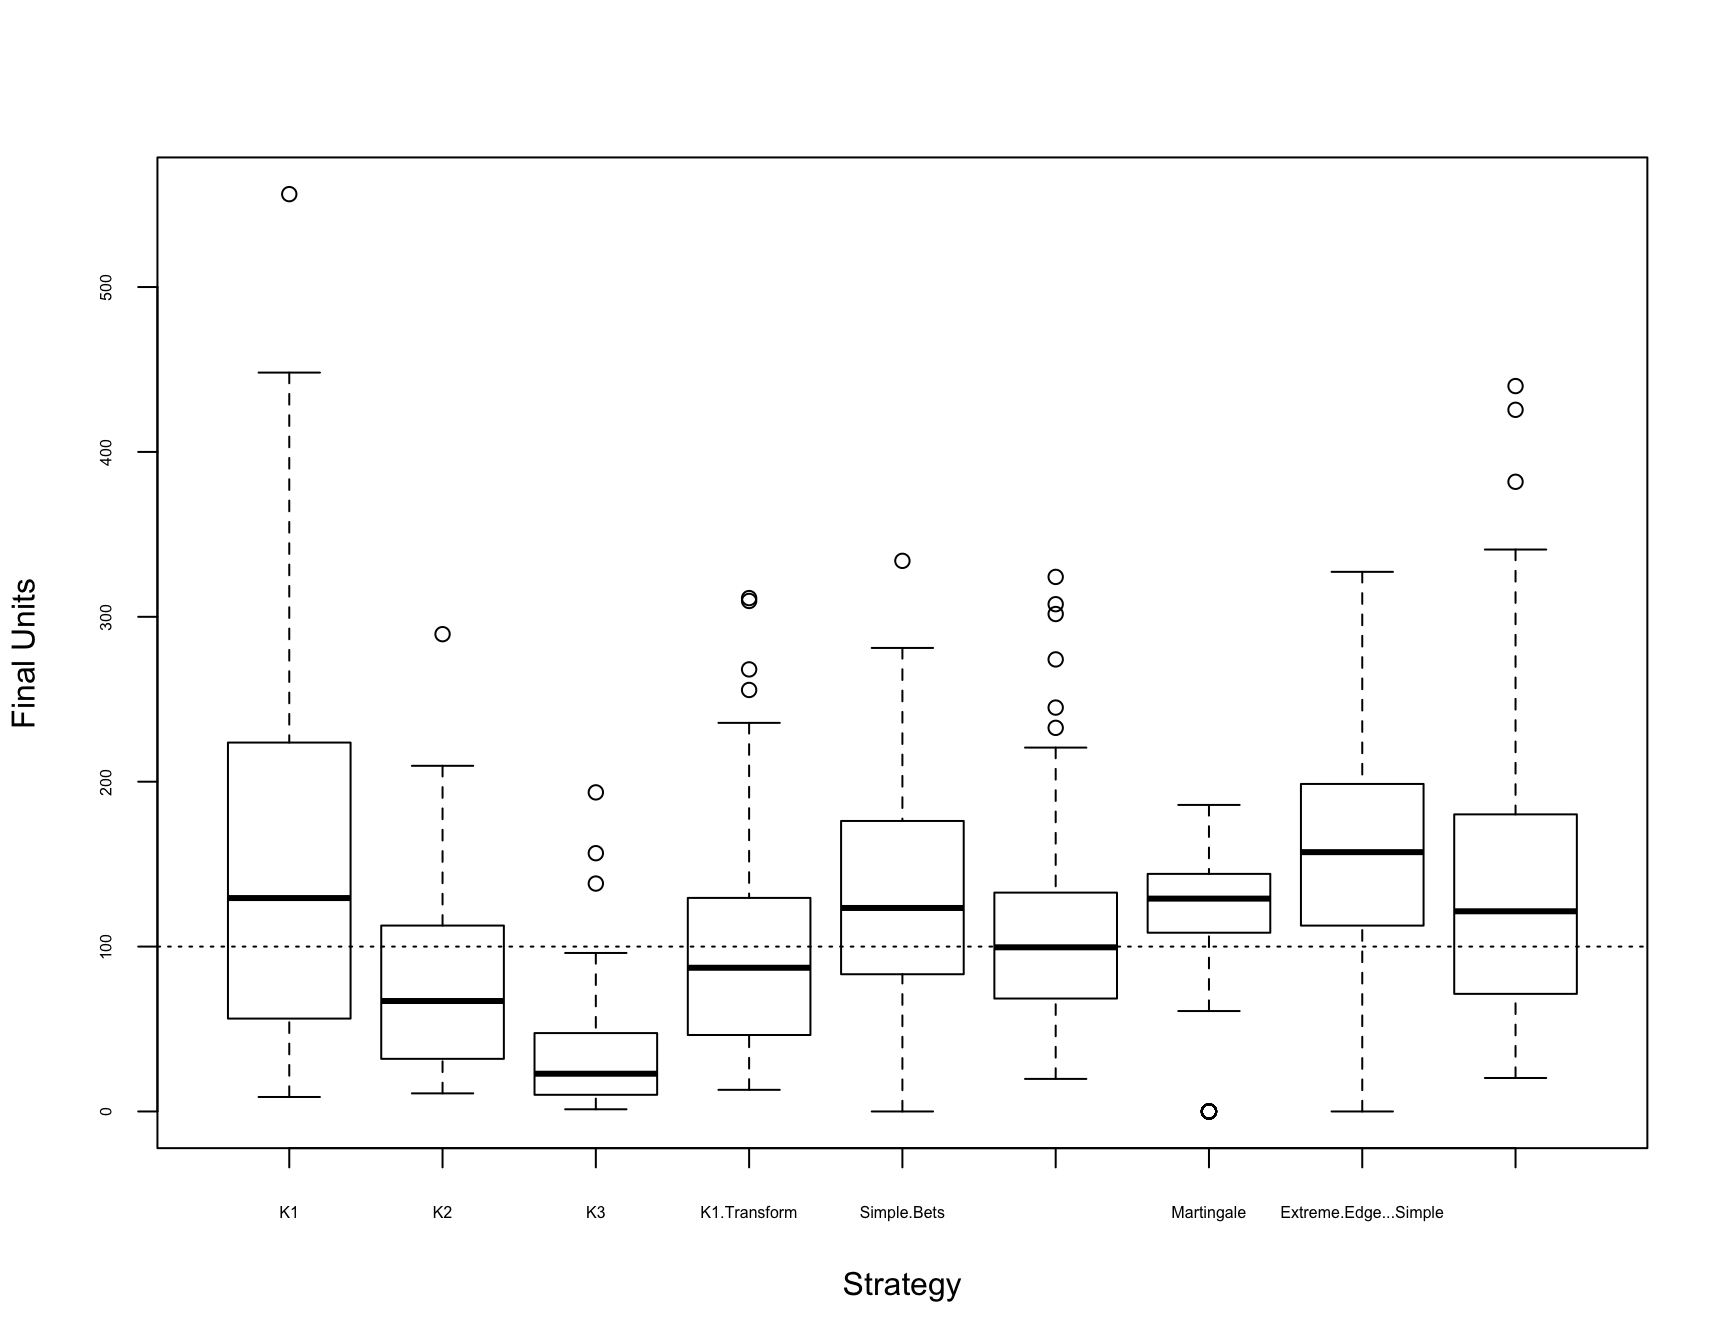 Final Units
500
400
300
200
100
0
K1 K2 K3 K1.Transform Simple.Bets Martingale Extreme.Edge...Simple
Strategy